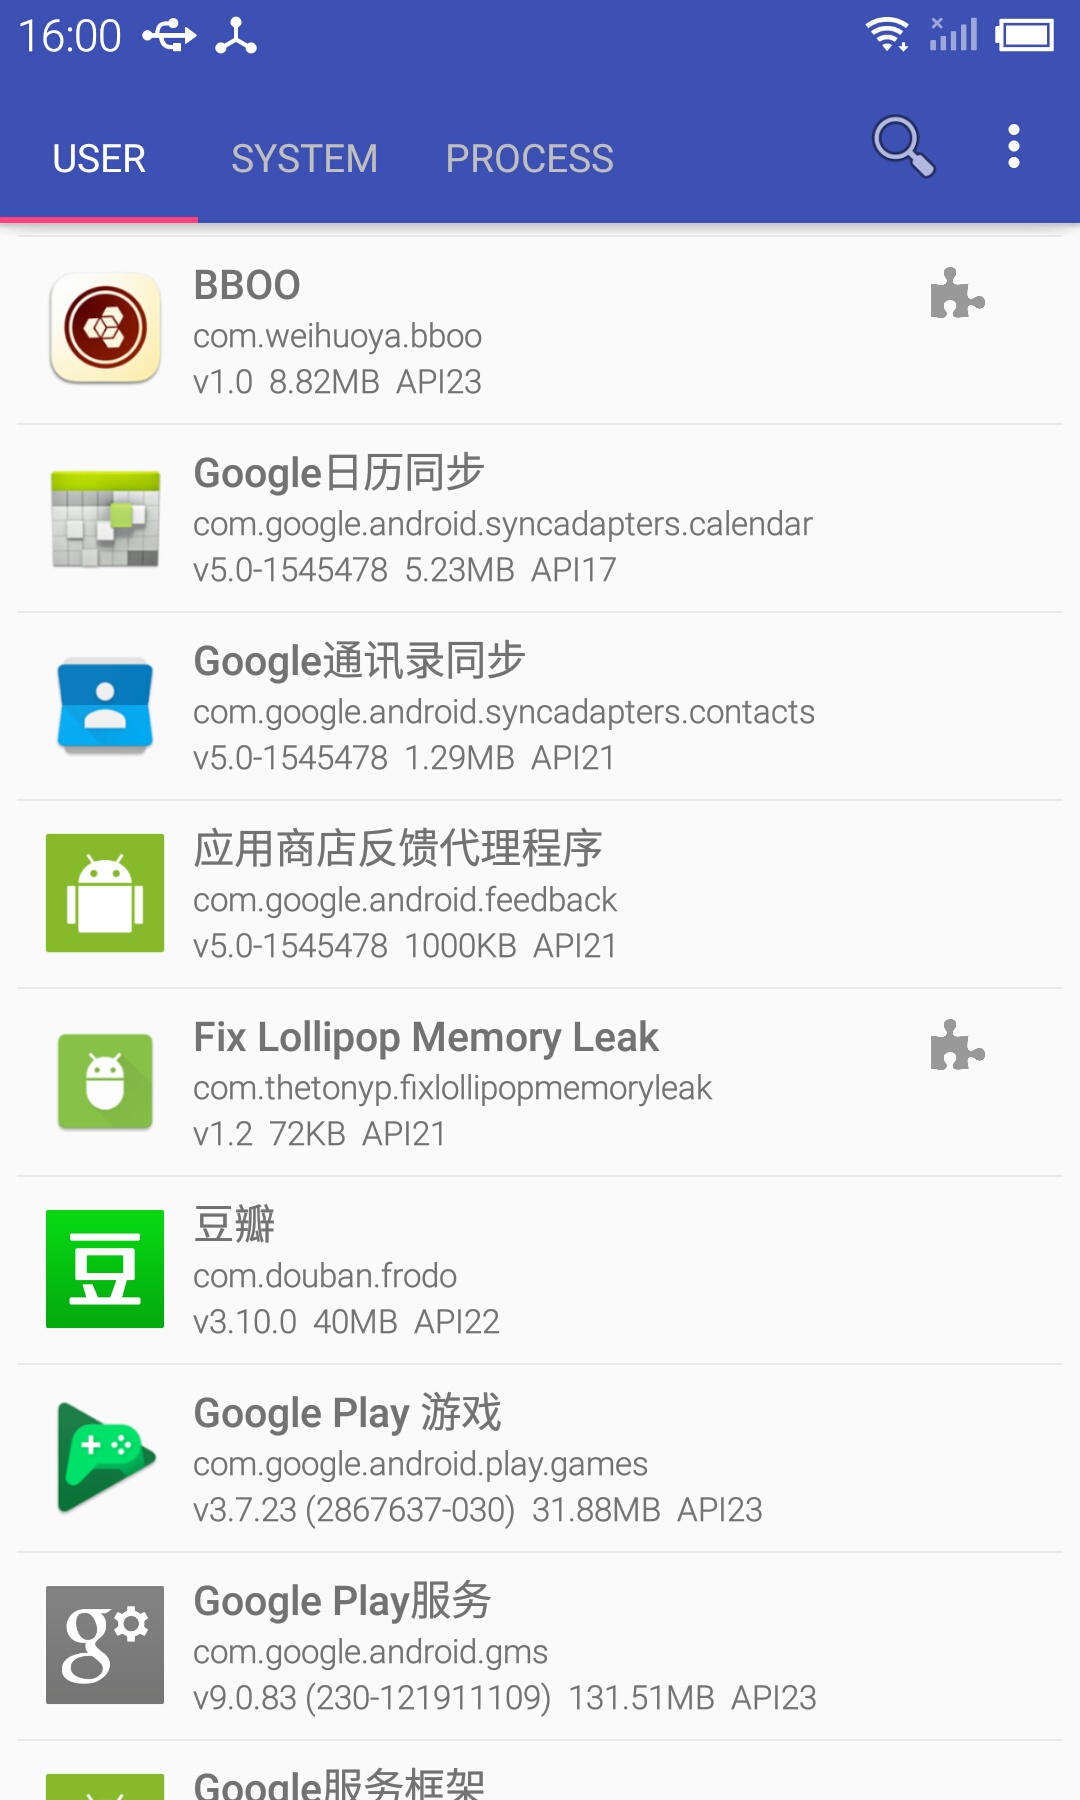 16:00
USER SYSTEM PROCESS
BBOO
com.weihuoya.bboo
v1.0 8.82MB API23
Google日历同步
com.google.android.syncadapters.calendar
v5.0-1545478 5.23MB API17
Google通讯录同步
com.google.android.syncadapters.contacts
v5.0-1545478 1.29MB API21
应用商店反馈代理程序
com.google.android.feedback
v5.0-1545478 1000KB API21
Fix Lollipop Memory Leak
com.thetonyp.fixlollipopmemoryleak
v1.2 72KB API21
豆
豆瓣
com.douban.frodo
v3.10.0 40MB API22
Google Play 游戏
com.google.android.play.games
v3.7.23 (2867637-030) 31.88MB API23
g
Google Play服务
com.google.android.gms
v9.0.83 (230-121911109) 131.51MB API23
Google服务框架